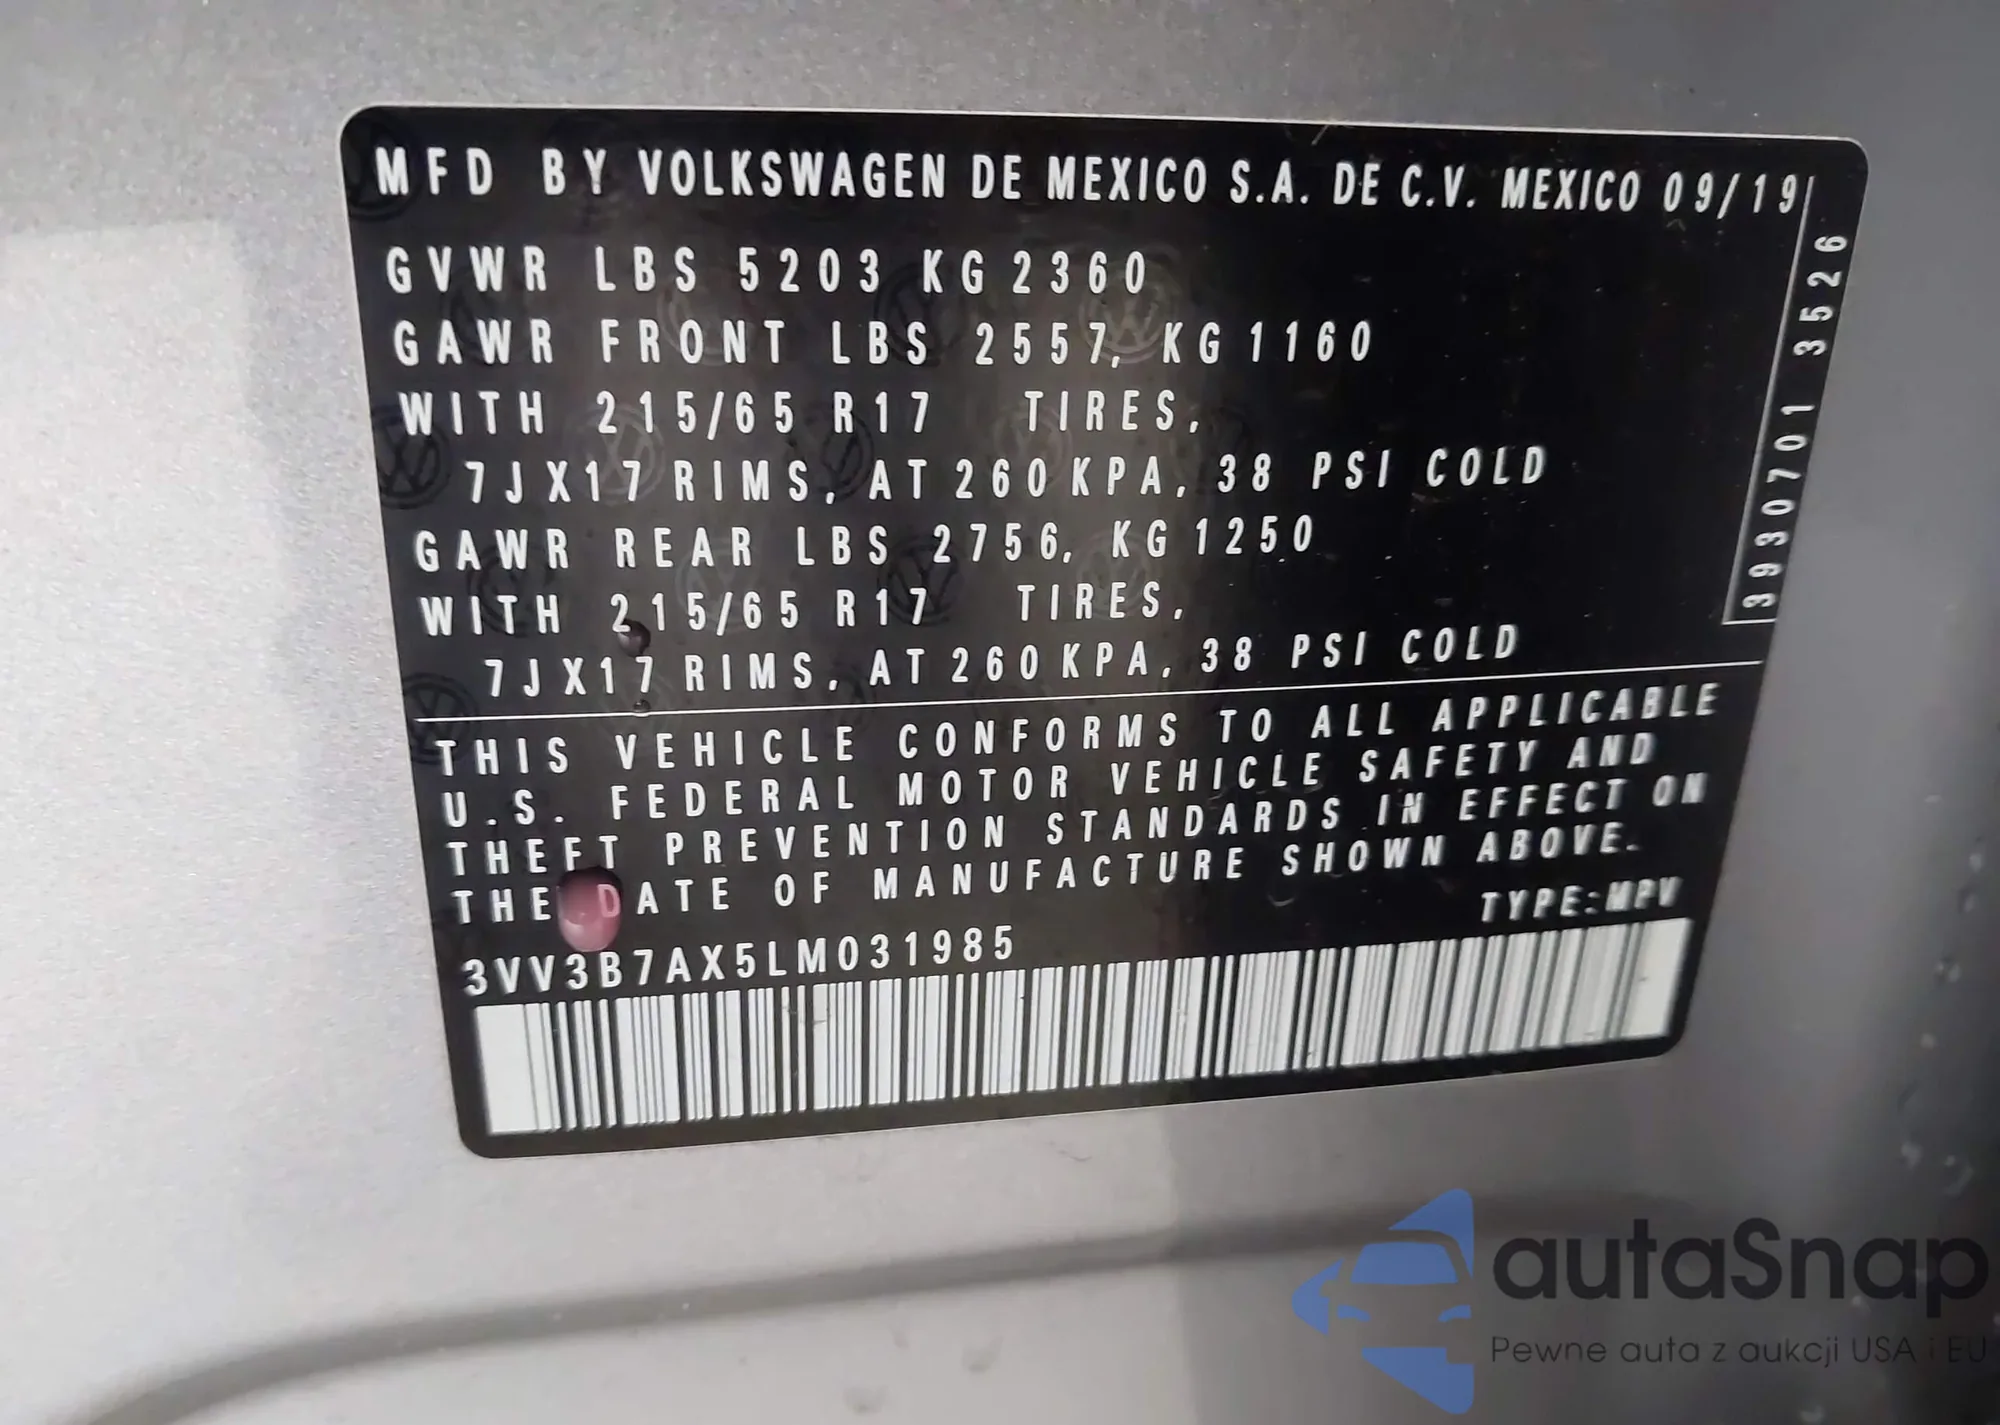 MFD BY VOLKSWAGEN DE MEXICO S.A. DE C.V. MEXICO 09/19
GVWR LBS 5203 KG 2360
GAWR FRONT LBS 2557, KG 1160
WITH 215/65 R17 TIRES,
7JX17 RIMS, AT 260 KPA, 38 PSI COLD
GAWR REAR LBS 2756, KG 1250
WITH 215/65 R17 TIRES,
7JX17 RIMS, AT 260 KPA, 38 PSI COLD
3930701 3526
THIS VEHICLE CONFORMS TO ALL APPLICABLE
U.S. FEDERAL MOTOR VEHICLE SAFETY AND
THEFT PREVENTION STANDARDS IN EFFECT ON
THE DATE OF MANUFACTURE SHOWN ABOVE.
TYPE:MPV
3VV3B7AX5LM031985
autaSnap
Pewne auta z aukcji USA i EU